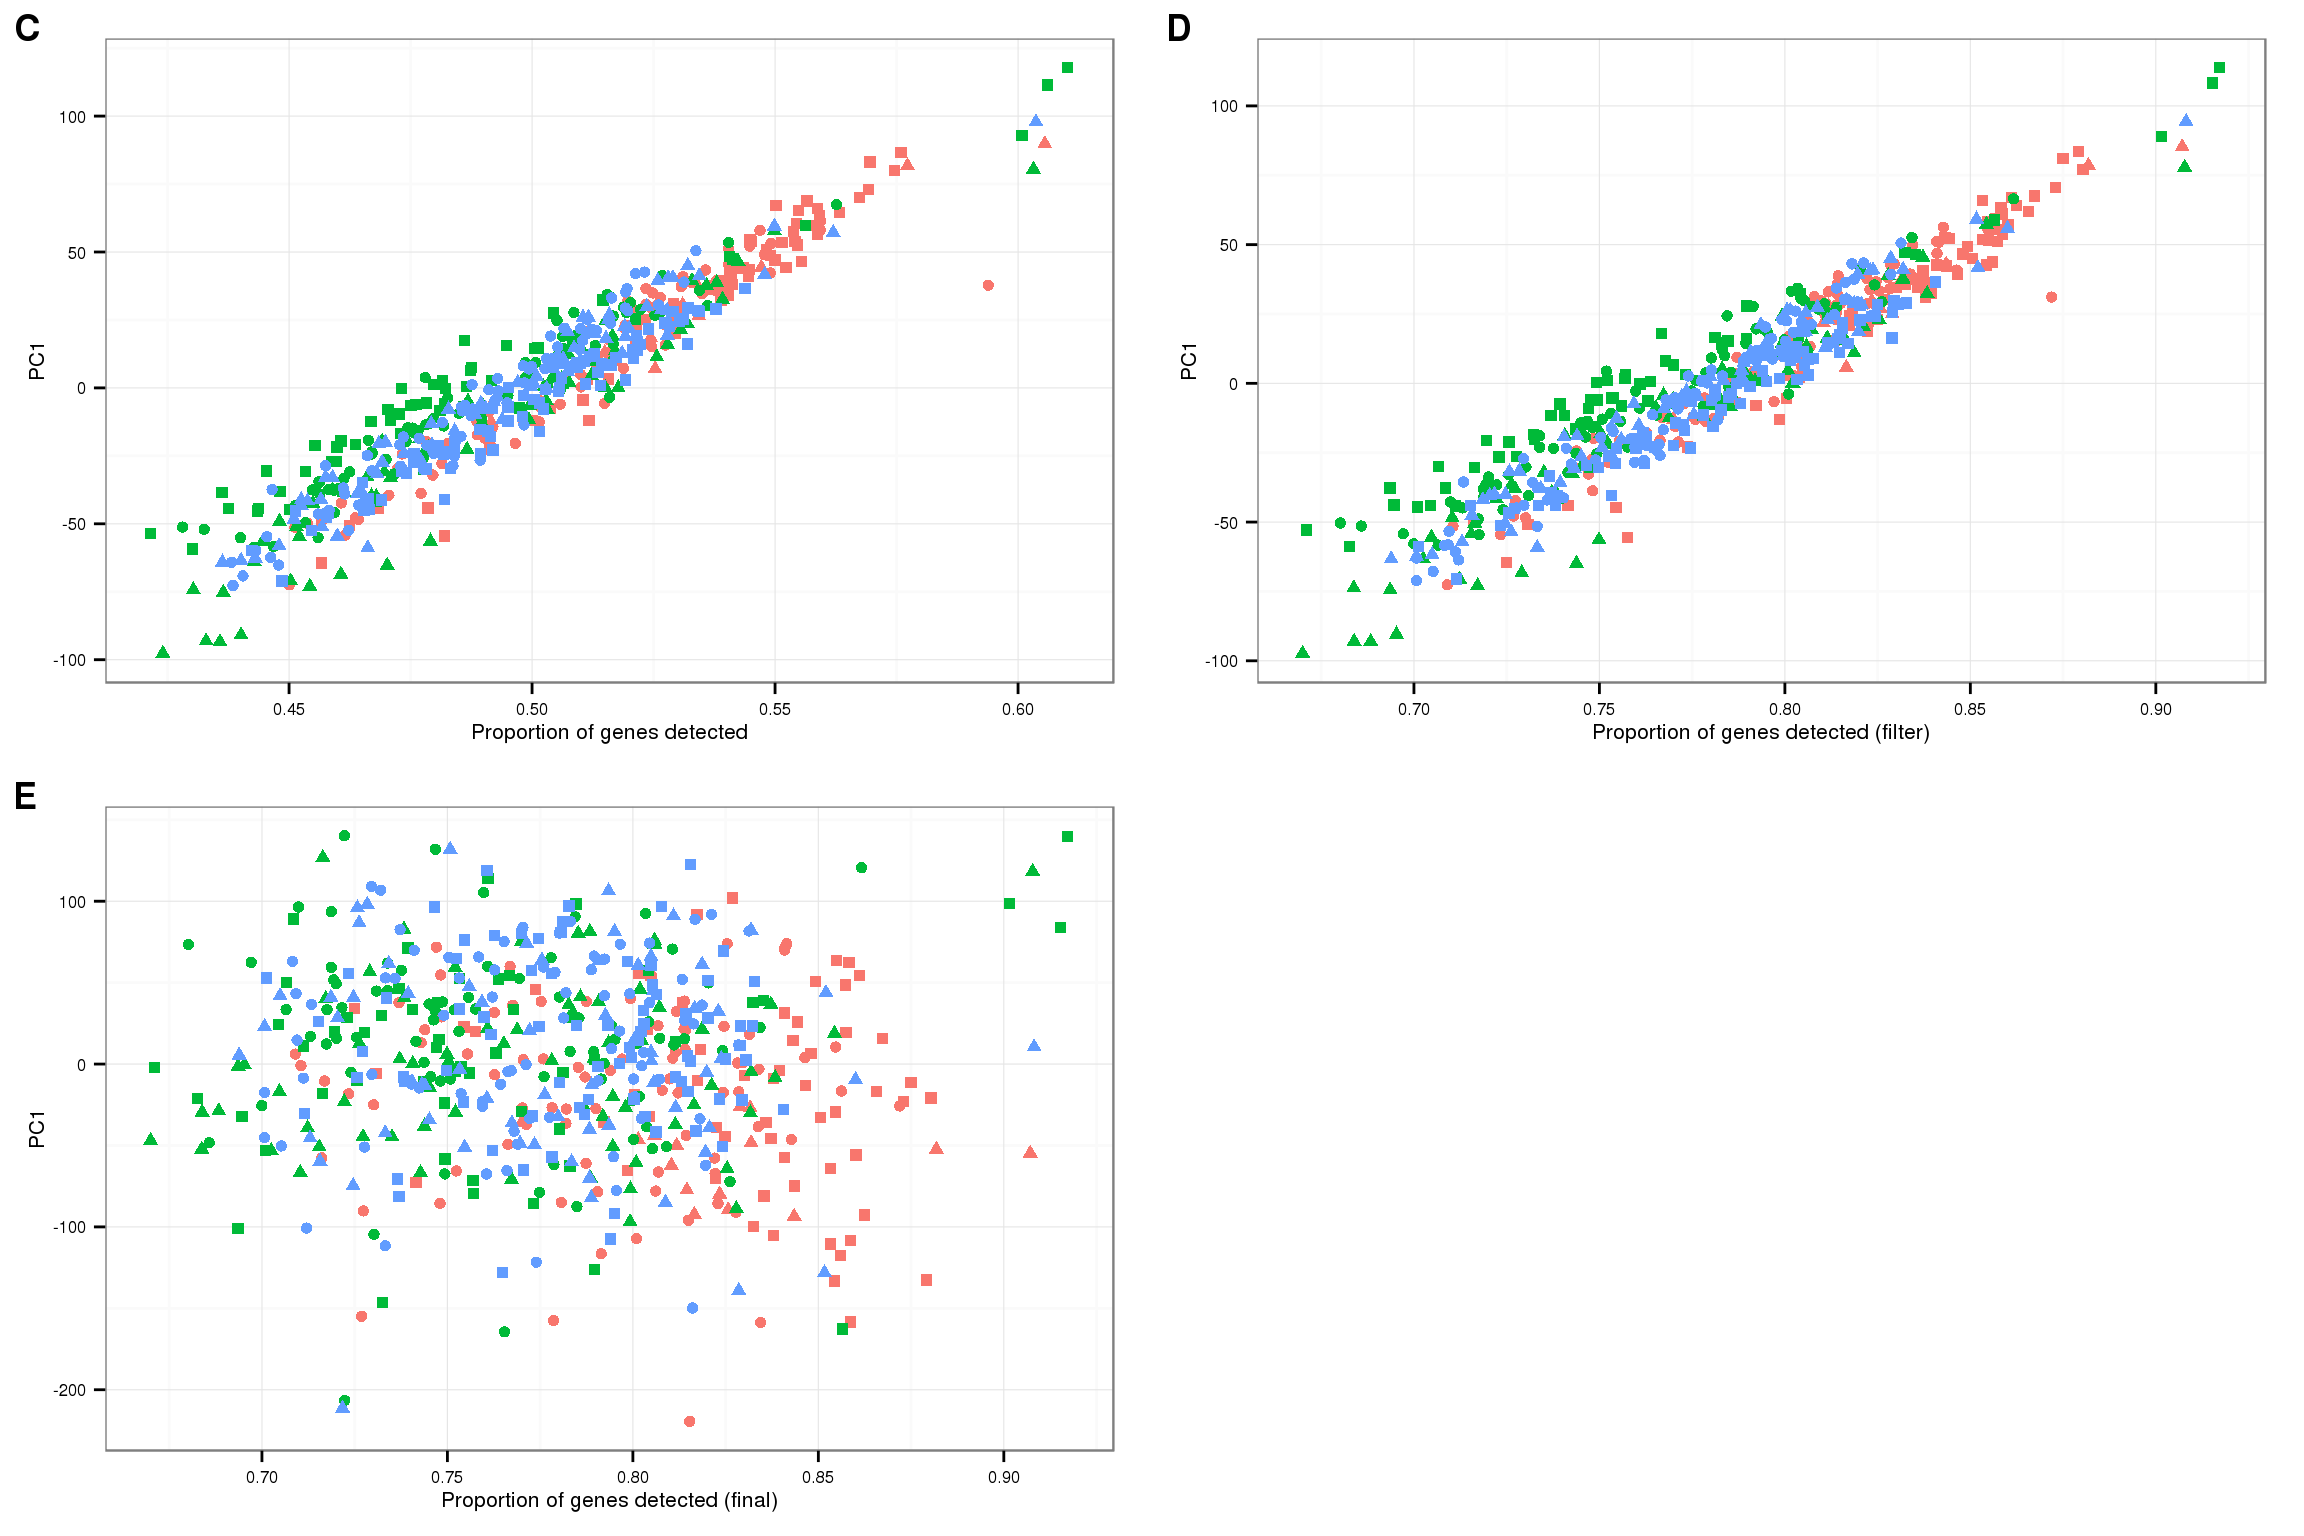 C
100
50
0
-50
-100
PC1
0.45 0.50 0.55 0.60
Proportion of genes detected
D
100
50
0
-50
-100
PC1
0.70 0.75 0.80 0.85 0.90
Proportion of genes detected (filter)
E
100
0
-100
-200
PC1
0.70 0.75 0.80 0.85 0.90
Proportion of genes detected (final)